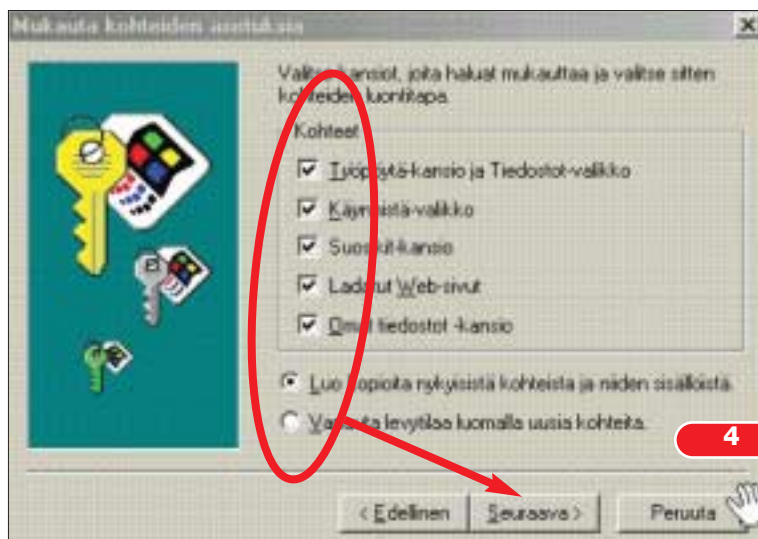 Mukauta kohteiden asetuksia
Valitse kansiot, joita haluat mukauttaa ja valitse sitten
kohteiden luontitapa.
Kohteet
Työpöytä-kansio ja Tiedostot-valikko
Käynnistä-valikko
Suosikit-kansio
Ladatut Web-sivut
Omat tiedostot -kansio
Luo kopioita nykyisistä kohteista ja niiden sisällöistä.
Varauta levytilaa luomalla uusia kohteita.
4
< Edellinen
Seuraava >
Peruuta